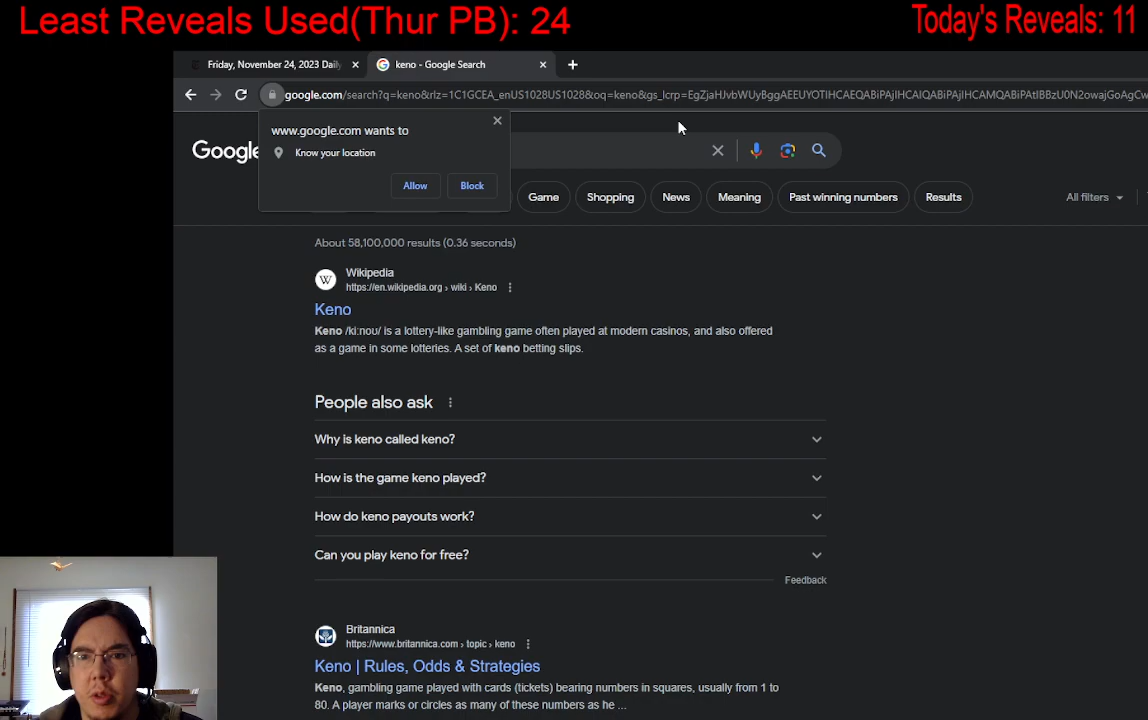 Least Reveals Used(Thur PB): 24
Today's Reveals: 11
Friday, November 24, 2023 Daily
keno - Google Search
google.com/search?q=keno&rlz=1C1GCEA_enUS1028US1028&oq=keno&gs_lcrp=
www.google.com wants to
Know your location
Allow
Block
Google
Game
Shopping
News
Meaning
Past winning numbers
Results
All filters
About 58,100,000 results (0.36 seconds)
W
Wikipedia
https://en.wikipedia.org › wiki › Keno
Keno
Keno /ki:noʊ/ is a lottery-like gambling game often played at modern casinos, and also offered
as a game in some lotteries. A set of keno betting slips.
People also ask
Why is keno called keno?
How is the game keno played?
How do keno payouts work?
Can you play keno for free?
Feedback
Britannica
https://www.britannica.com › topic › keno
Keno | Rules, Odds & Strategies
Keno, gambling game played with cards (tickets) bearing numbers in squares, usually from 1 to
80. A player marks or circles as many of these numbers as he ...